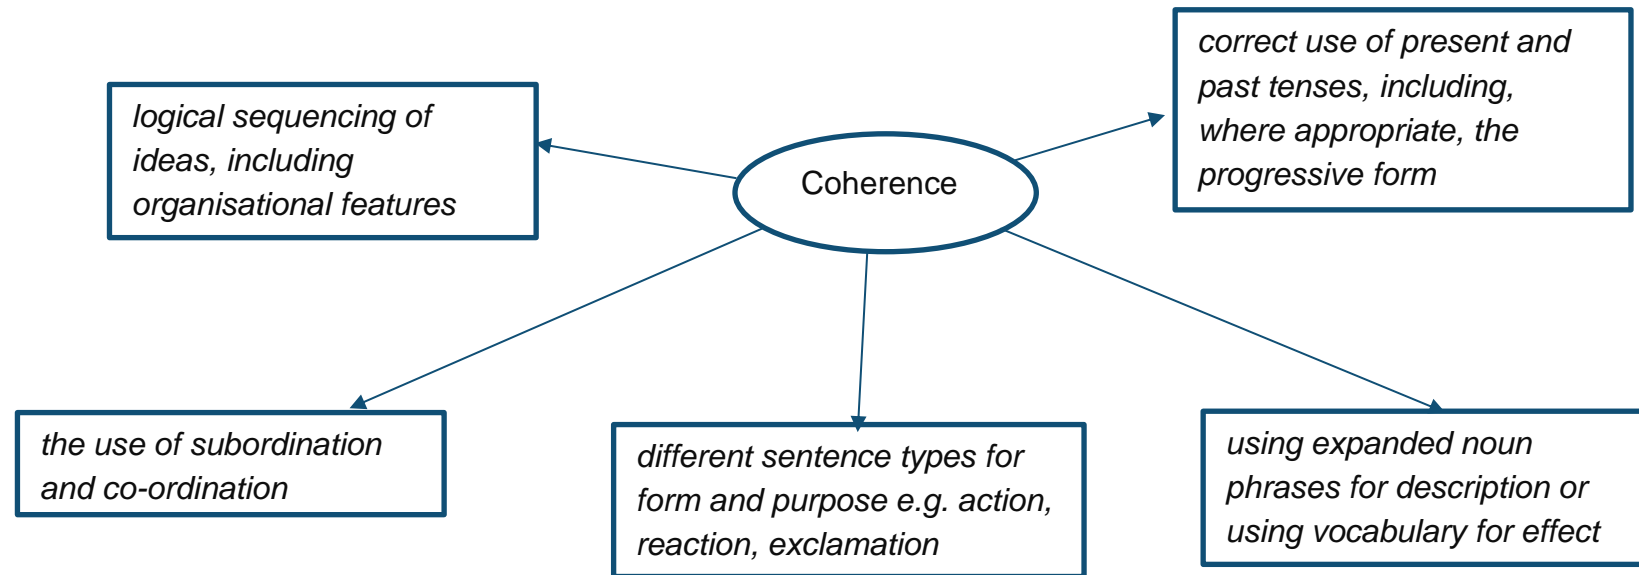 correct use of present and
past tenses, including,
where appropriate, the
progressive form
logical sequencing of
ideas, including
organisational features
Coherence
the use of subordination
and co-ordination
different sentence types for
form and purpose e.g. action,
reaction, exclamation
using expanded noun
phrases for description or
using vocabulary for effect